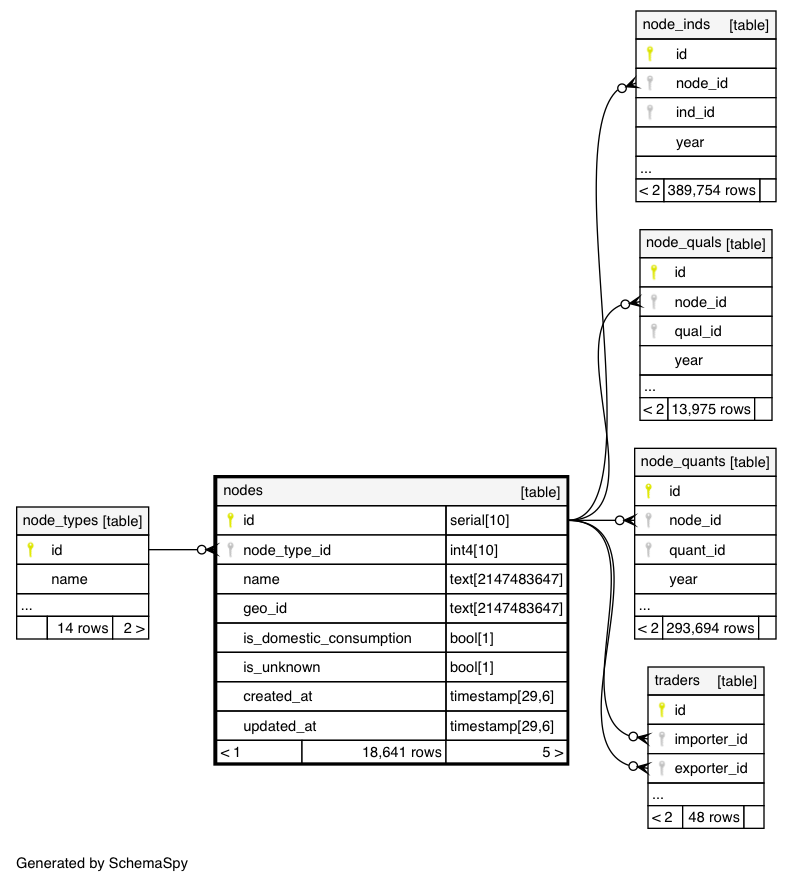 node_inds [table]
id
node_id
ind_id
year
...
< 2 389,754 rows
node_quals [table]
id
node_id
qual_id
year
...
< 2 13,975 rows
node_quants [table]
id
node_id
quant_id
year
...
< 2 293,694 rows
traders [table]
id
importer_id
exporter_id
...
< 2 48 rows
nodes [table]
id serial[10]
node_type_id int4[10]
name text[2147483647]
geo_id text[2147483647]
is_domestic_consumption bool[1]
is_unknown bool[1]
created_at timestamp[29,6]
updated_at timestamp[29,6]
< 1 18,641 rows 5 >
node_types [table]
id
name
...
14 rows 2 >
Generated by SchemaSpy